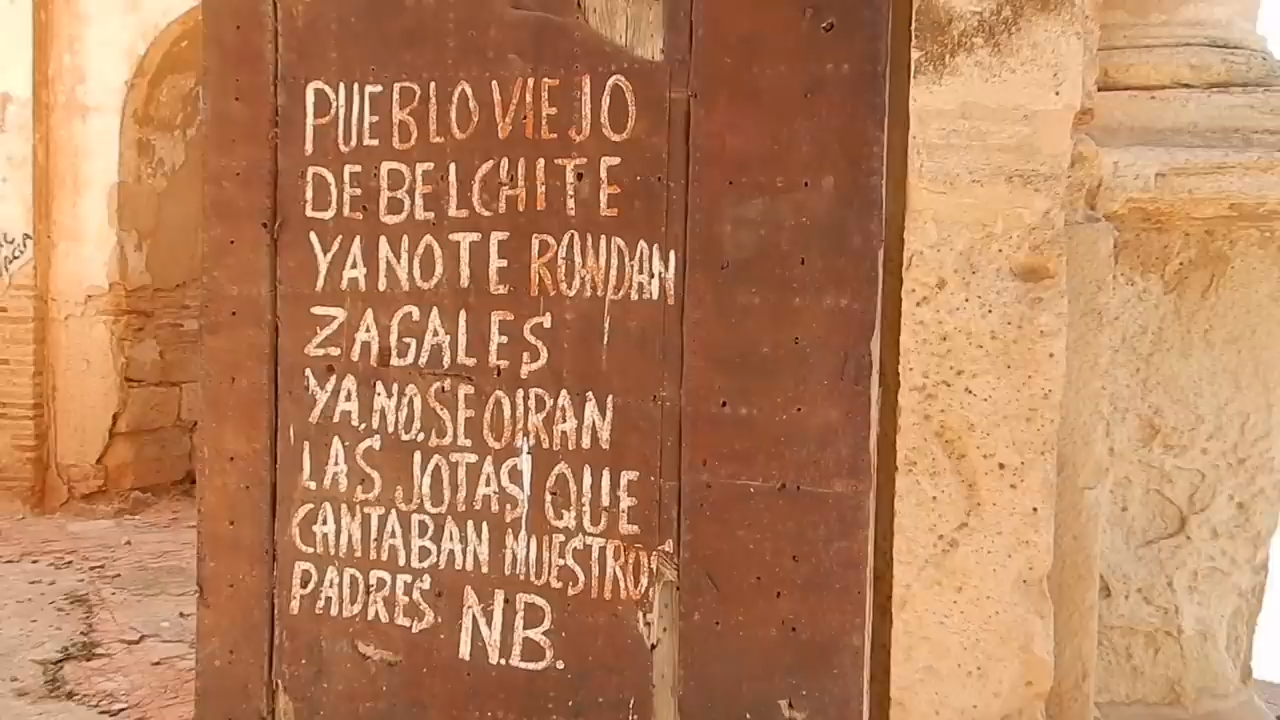 PUEBLO VIEJO
DE BELCHITE
YA NO TE RONDAN
ZAGALES
YA.NO.SE OIRAN
LAS JOTAS QUE
CANTABAN NUESTROS
PADRES N.B.